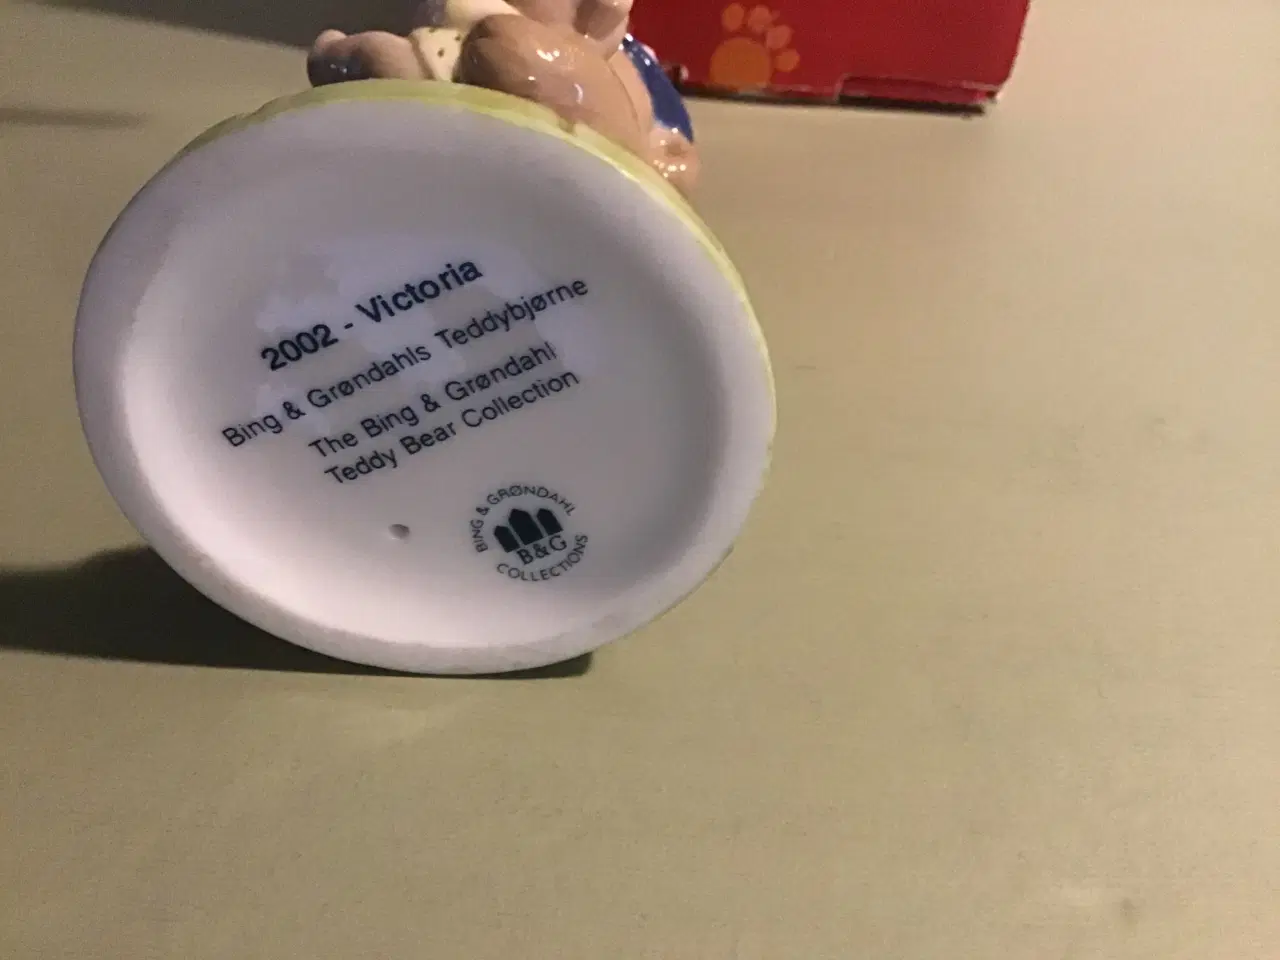 2002 - Victoria
Bing & Grøndahls Teddybjørne
The Bing & Grøndahl
Teddy Bear Collection
BING & GRØNDAHL
B&G
COLLECTIONS